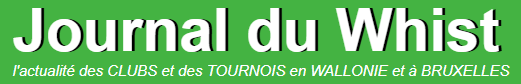 Journal du Whist
l'actualité des CLUBS et des TOURNOIS en WALLONIE et à BRUXELLES